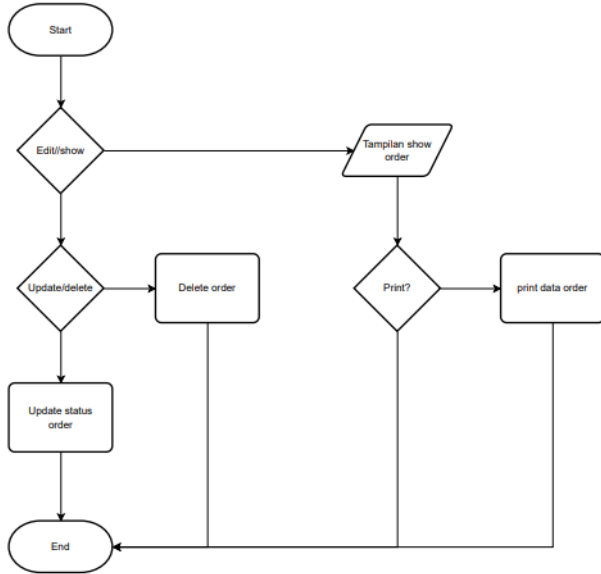 Start
Edit//show
Tampilan show
order
Update/delete
Delete order
Print?
print data order
Update status
order
End